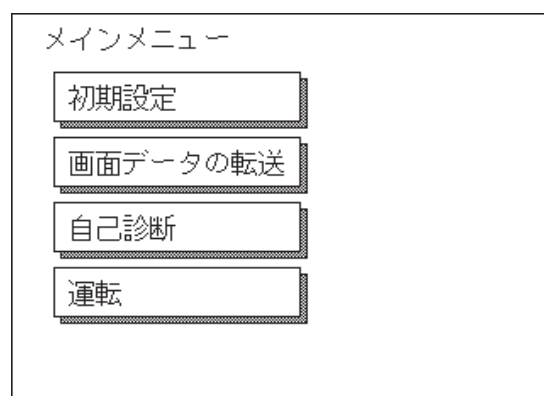 メインメニュー
初期設定
画面データの転送
自己診断
運転